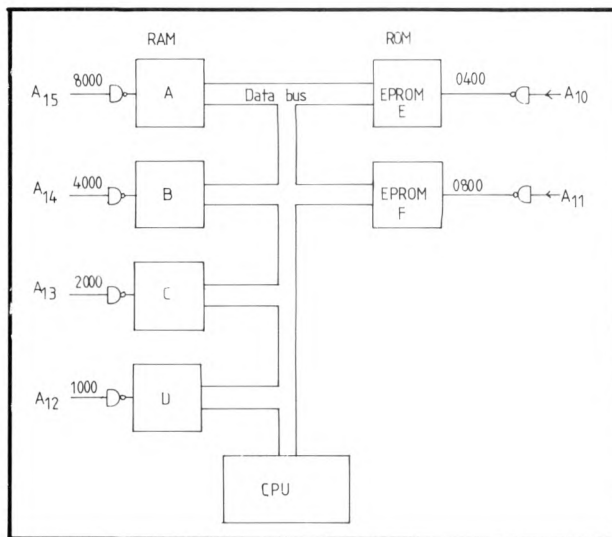 RAM
ROM
A15
8000
A
Data bus
EPROM
E
0400
A10
A14
4000
B
EPROM
F
0800
A11
A13
2000
C
A12
1000
D
CPU